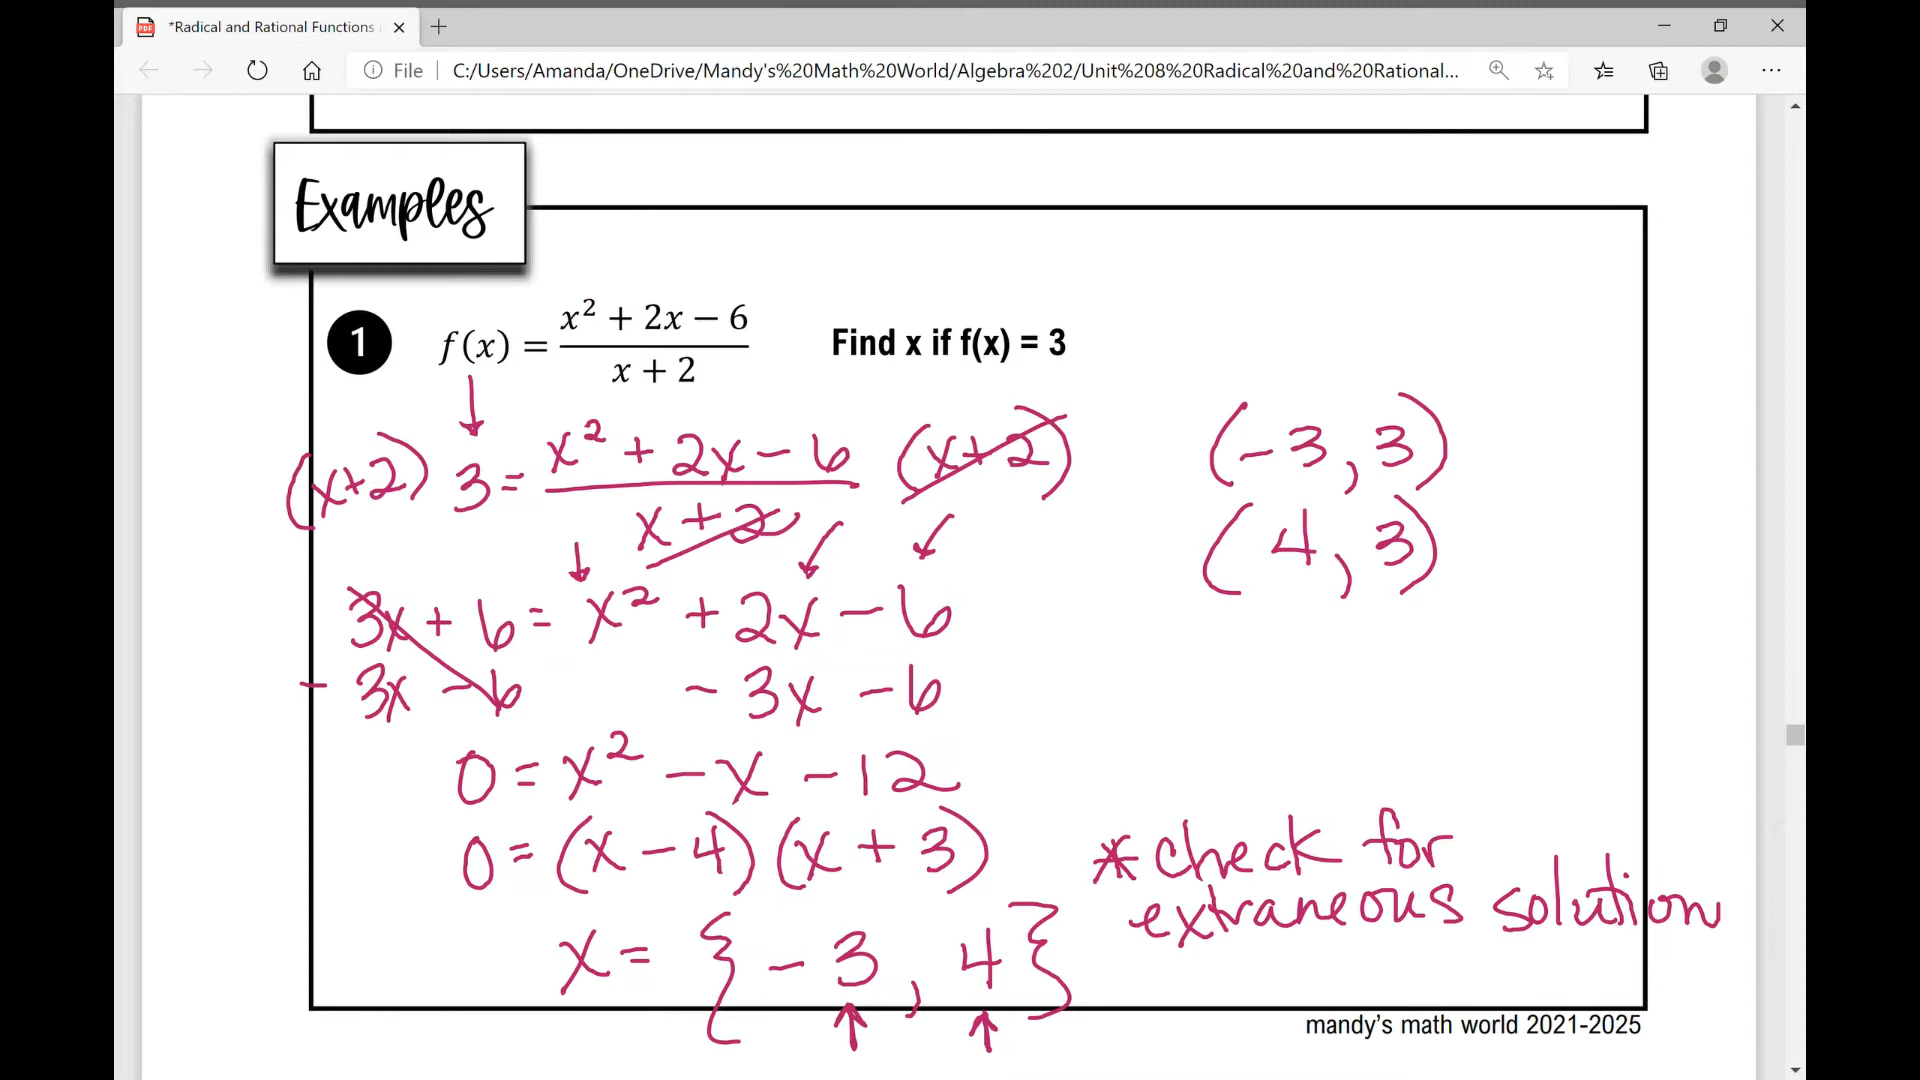 *Radical and Rational Functions
File C:/Users/Amanda/OneDrive/Mandy's%20Math%20World/Algebra%202/Unit%208%20Radical%20and%20Rational...
Examples
1 f(x) = (x² + 2x − 6)/(x + 2) Find x if f(x) = 3
(x+2) 3 = (x² + 2x − 6)/(x + 2) (x+2)
(-3, 3)
(4, 3)
3x + 6 = x² + 2x − 6
− 3x − 6 − 3x − 6
0 = x² − x − 12
0 = (x − 4)(x + 3)
x = {-3, 4}
* check for
extraneous solution
mandy's math world 2021-2025